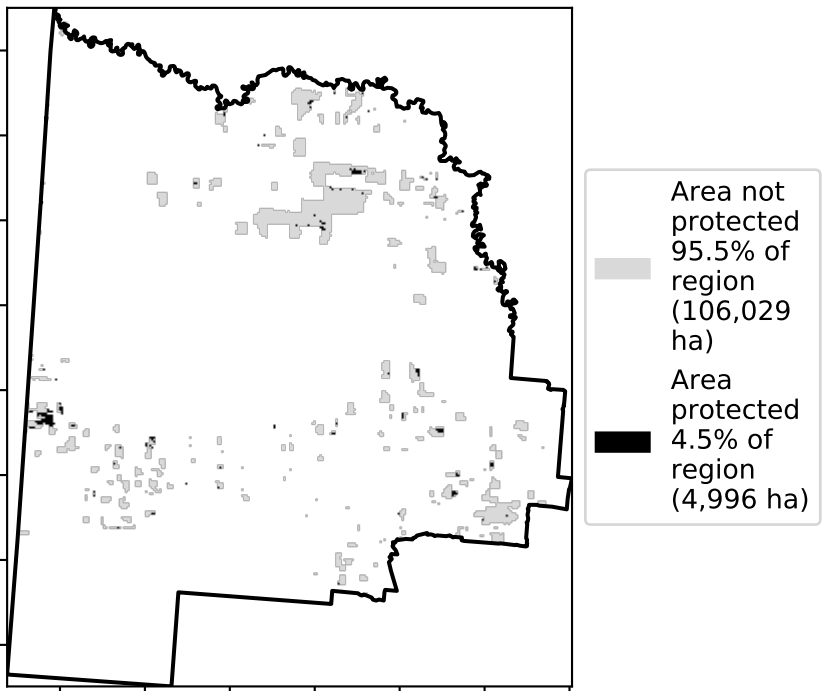 Area not
protected
95.5% of
region
(106,029
ha)
Area
protected
4.5% of
region
(4,996 ha)